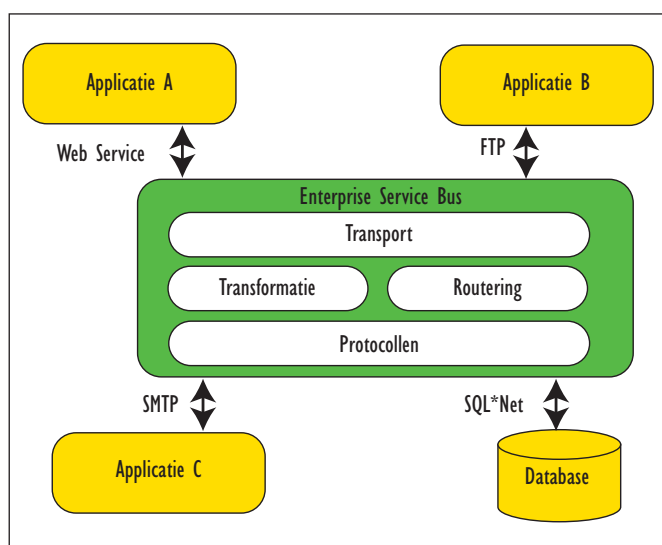 Applicatie A
Applicatie B
Web Service
FTP
Enterprise Service Bus
Transport
Transformatie
Routering
Protocollen
SMTP
SQL*Net
Applicatie C
Database